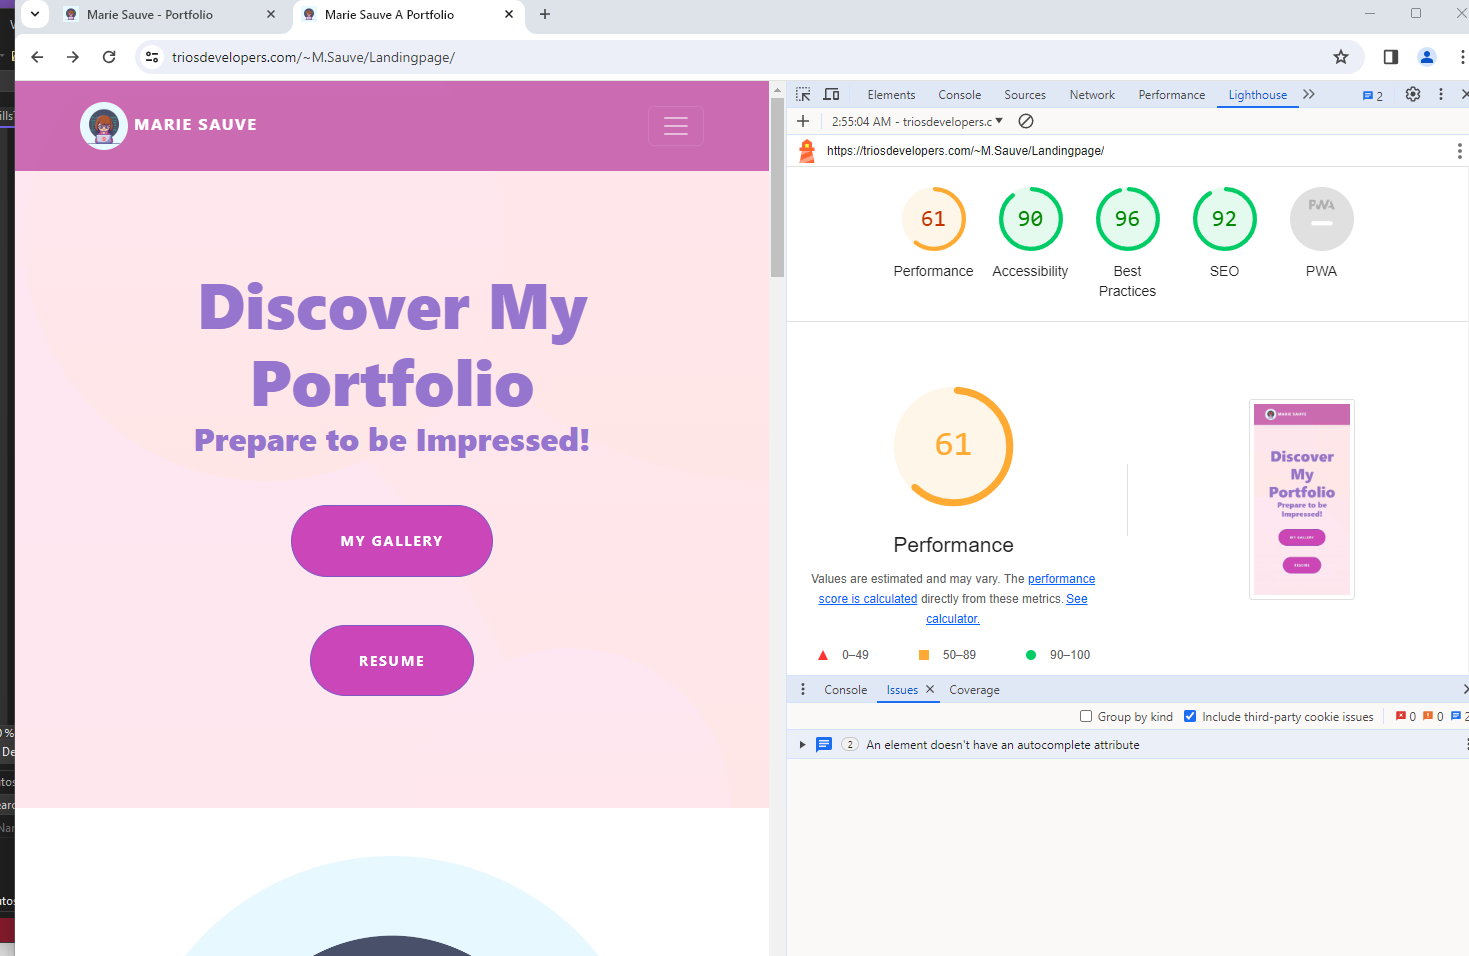 Marie Sauve - Portfolio
Marie Sauve A Portfolio
triosdevelopers.com/~M.Sauve/Landingpage/
MARIE SAUVE
Discover My
Portfolio
Prepare to be Impressed!
MY GALLERY
RESUME
Elements Console Sources Network Performance Lighthouse 2
2:55:04 AM - triosdevelopers.c
https://triosdevelopers.com/~M.Sauve/Landingpage/
61 90 96 92 PWA
Performance Accessibility Best Practices SEO PWA
61
Performance
Values are estimated and may vary. The performance
score is calculated directly from these metrics. See
calculator.
0–49 50–89 90–100
MARIE SAUVE
Discover
My
Portfolio
Prepare to be
Impressed!
MY GALLERY
RESUME
Console Issues Coverage
Group by kind Include third-party cookie issues 0 0 2
2 An element doesn't have an autocomplete attribute